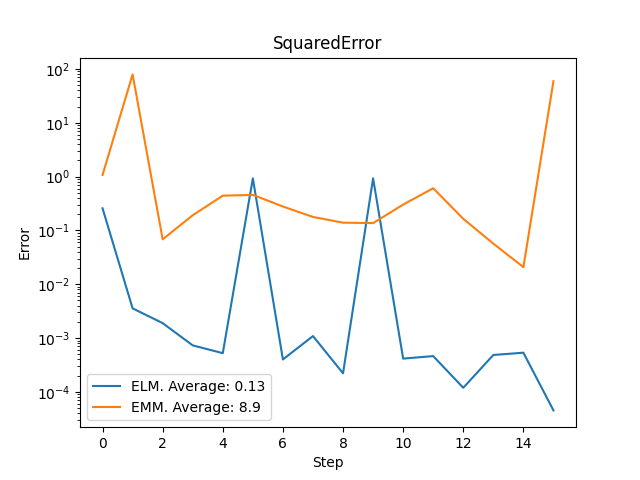 SquaredError
10²
10¹
10⁰
10⁻¹
10⁻²
10⁻³
10⁻⁴
Error
ELM. Average: 0.13
EMM. Average: 8.9
0 2 4 6 8 10 12 14
Step